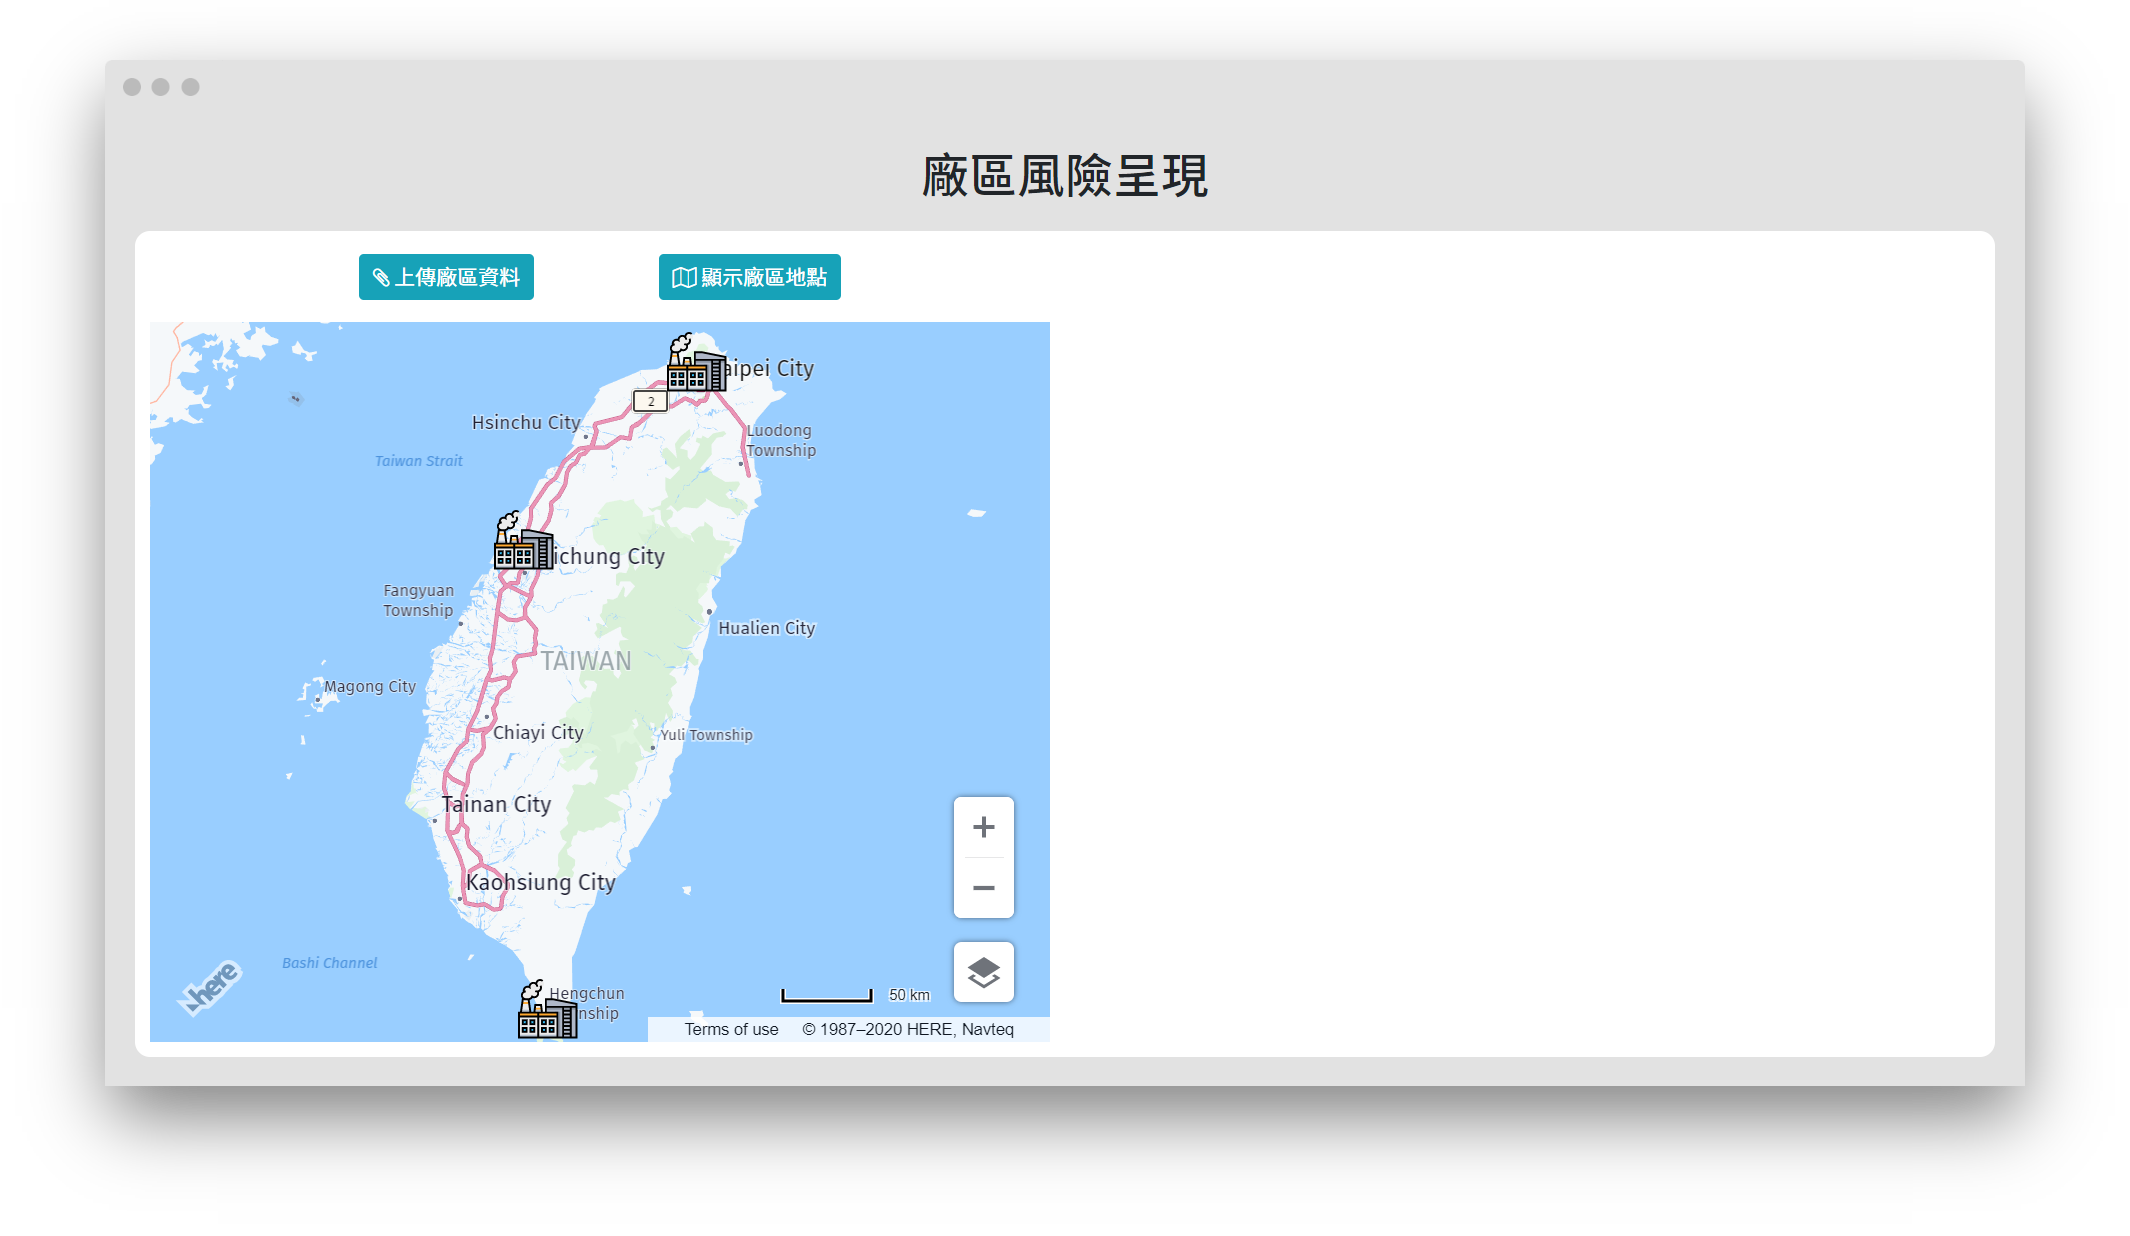 廠區風險呈現
上傳廠區資料
顯示廠區地點
aipei City
2
Hsinchu City
Luodong
Township
Taiwan Strait
ichung City
Fangyuan
Township
Hualien City
TAIWAN
Magong City
Chiayi City
Yuli Township
Tainan City
Kaohsiung City
Bashi Channel
here
Hengchun
nship
50 km
Terms of use
© 1987–2020 HERE, Navteq